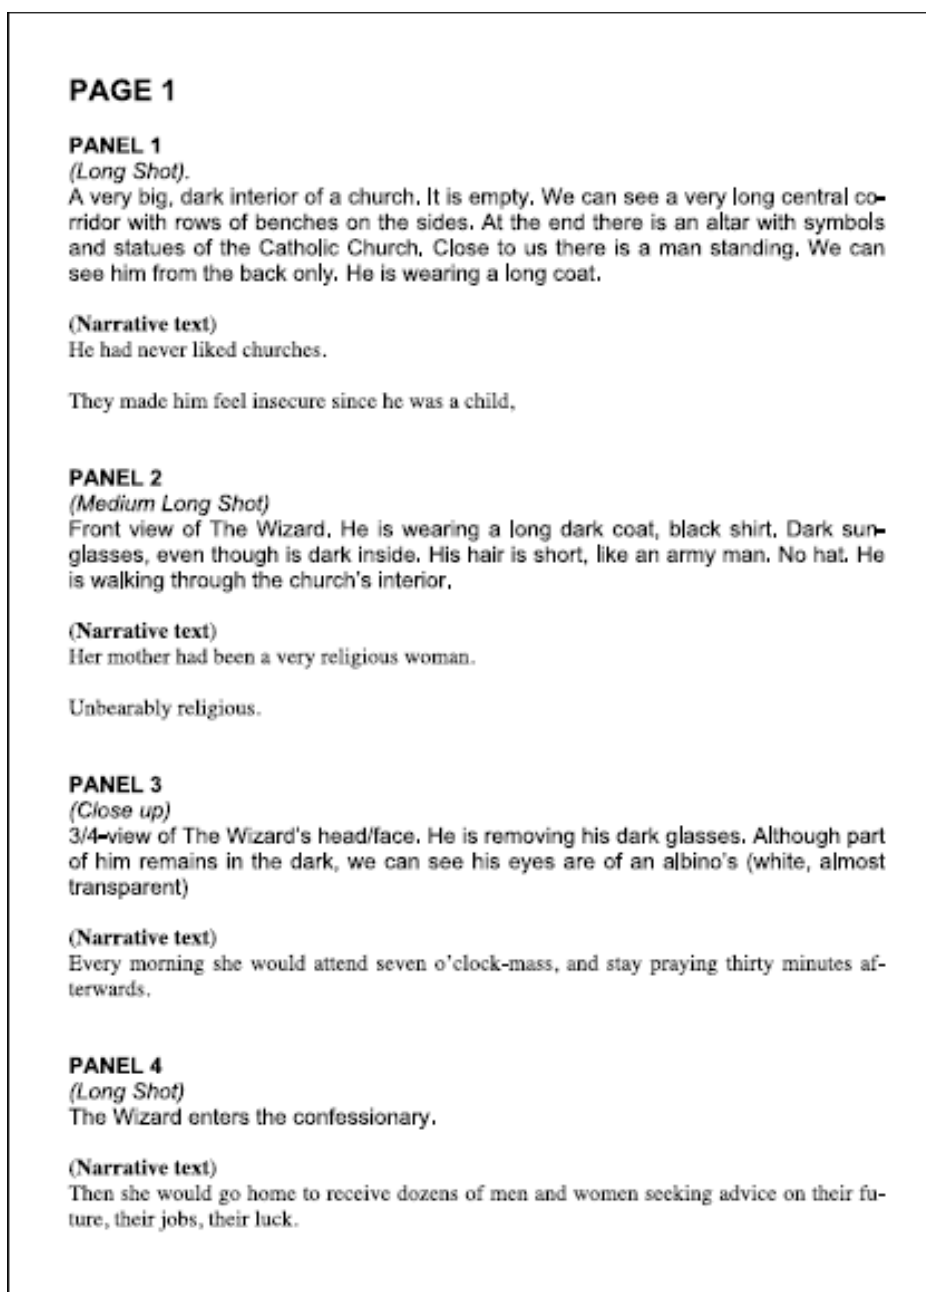 PAGE 1
PANEL 1
(Long Shot).
A very big, dark interior of a church. It is empty. We can see a very long central co-
rridor with rows of benches on the sides. At the end there is an altar with symbols
and statues of the Catholic Church. Close to us there is a man standing. We can
see him from the back only. He is wearing a long coat.
(Narrative text)
He had never liked churches.
They made him feel insecure since he was a child,
PANEL 2
(Medium Long Shot)
Front view of The Wizard. He is wearing a long dark coat, black shirt. Dark sun-
glasses, even though is dark inside. His hair is short, like an army man. No hat. He
is walking through the church's interior.
(Narrative text)
Her mother had been a very religious woman.
Unbearably religious.
PANEL 3
(Close up)
3/4-view of The Wizard's head/face. He is removing his dark glasses. Although part
of him remains in the dark, we can see his eyes are of an albino's (white, almost
transparent)
(Narrative text)
Every morning she would attend seven o'clock-mass, and stay praying thirty minutes af-
terwards.
PANEL 4
(Long Shot)
The Wizard enters the confessionary.
(Narrative text)
Then she would go home to receive dozens of men and women seeking advice on their fu-
ture, their jobs, their luck.